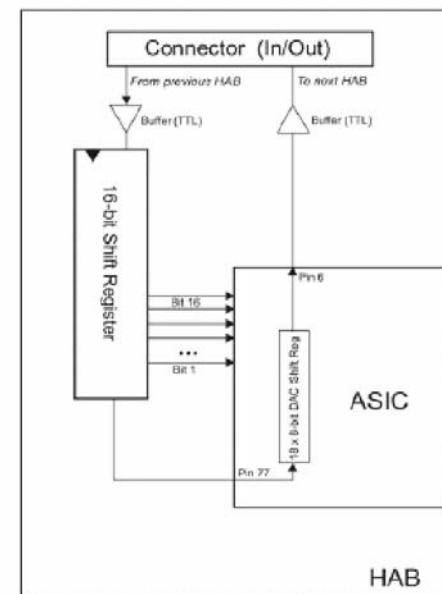 Connector (In/Out)
From previous HAB
To next HAB
Buffer (TTL)
Buffer (TTL)
16-bit Shift Register
Pin 6
Bit 16
•••
Bit 1
18 x 8-bit DAC Shift Reg
ASIC
Pin 77
HAB